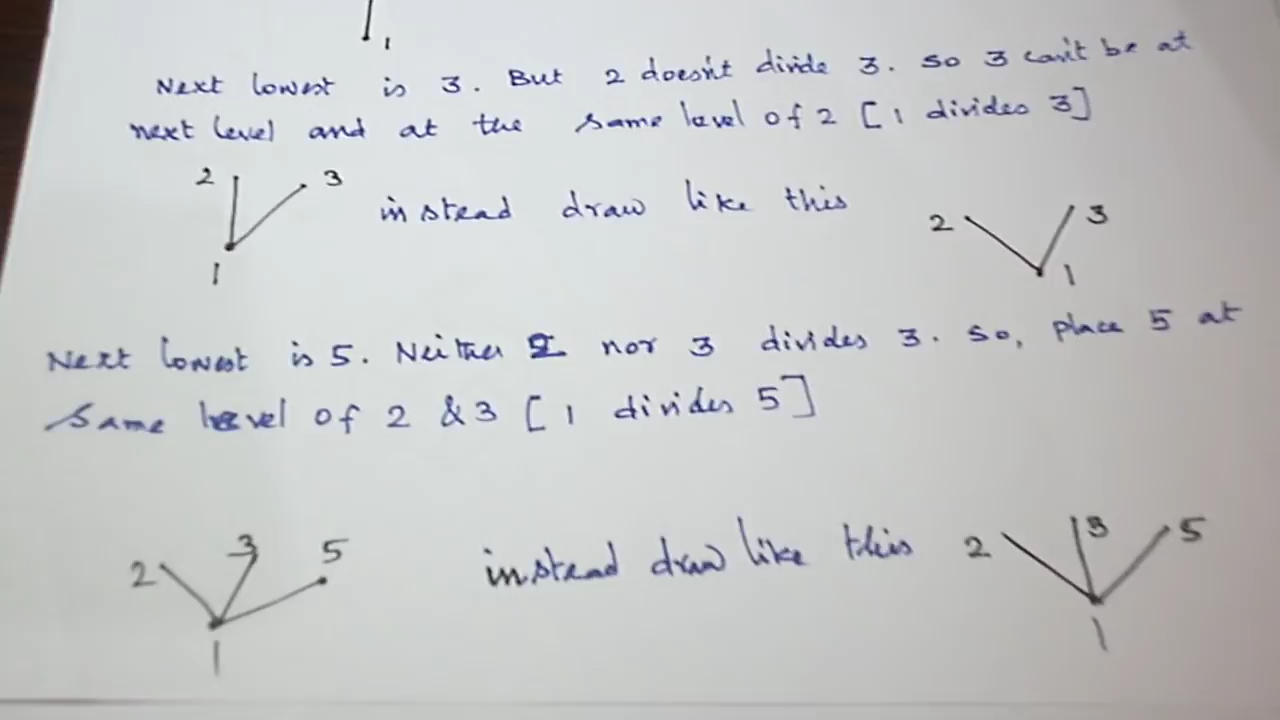 1
Next lowest is 3. But 2 doesn't divide 3. so 3 can't be at
next level and at the same level of 2 [1 divides 3]
2 3 instead draw like this 2 3
1 1
Next lowest is 5. Neither 2 nor 3 divides 3. so, place 5 at
same level of 2 & 3 [1 divides 5]
2 3 5 instead draw like this 2 3 5
1 1